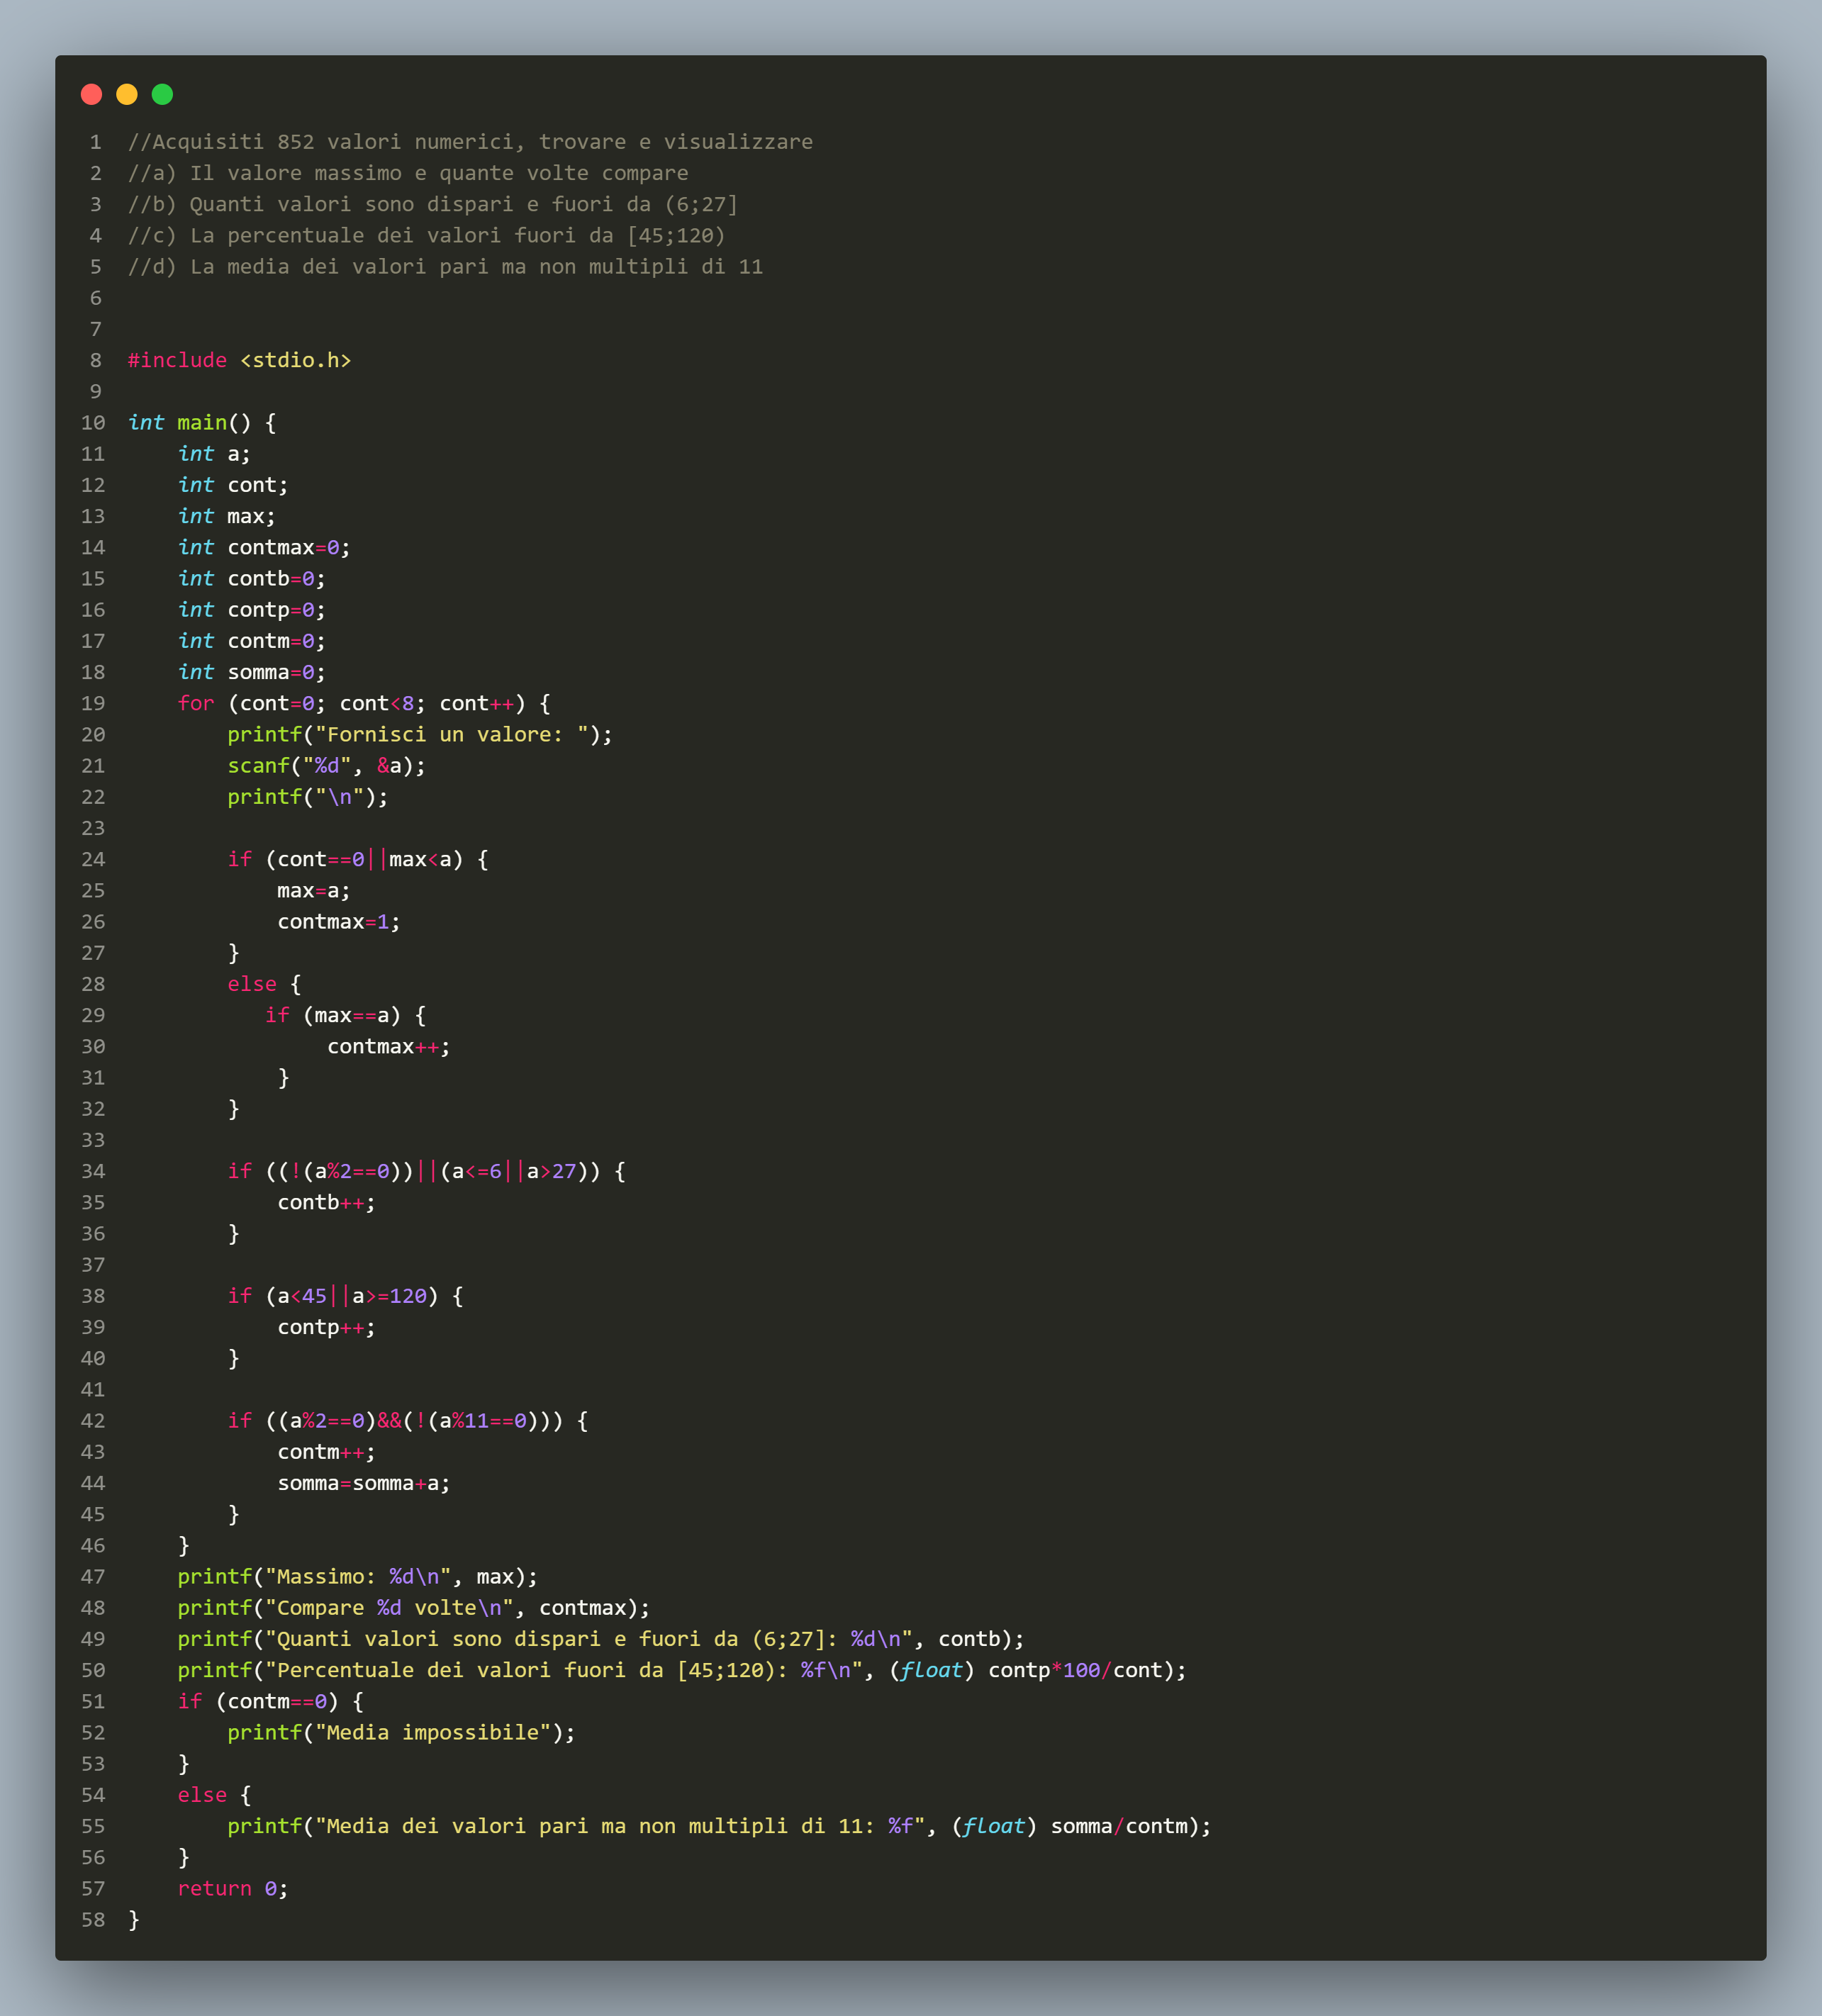 1 //Acquisiti 852 valori numerici, trovare e visualizzare
2 //a) Il valore massimo e quante volte compare
3 //b) Quanti valori sono dispari e fuori da (6;27]
4 //c) La percentuale dei valori fuori da [45;120)
5 //d) La media dei valori pari ma non multipli di 11
6
7
8 #include <stdio.h>
9
10 int main() {
11     int a;
12     int cont;
13     int max;
14     int contmax=0;
15     int contb=0;
16     int contp=0;
17     int contm=0;
18     int somma=0;
19     for (cont=0; cont<8; cont++) {
20         printf("Fornisci un valore: ");
21         scanf("%d", &a);
22         printf("\n");
23
24         if (cont==0||max<a) {
25             max=a;
26             contmax=1;
27         }
28         else {
29            if (max==a) {
30                 contmax++;
31             }
32         }
33
34         if ((!(a%2==0))||(a<=6||a>27)) {
35             contb++;
36         }
37
38         if (a<45||a>=120) {
39             contp++;
40         }
41
42         if ((a%2==0)&&(!(a%11==0))) {
43             contm++;
44             somma=somma+a;
45         }
46     }
47     printf("Massimo: %d\n", max);
48     printf("Compare %d volte\n", contmax);
49     printf("Quanti valori sono dispari e fuori da (6;27]: %d\n", contb);
50     printf("Percentuale dei valori fuori da [45;120): %f\n", (float) contp*100/cont);
51     if (contm==0) {
52         printf("Media impossibile");
53     }
54     else {
55         printf("Media dei valori pari ma non multipli di 11: %f", (float) somma/contm);
56     }
57     return 0;
58 }